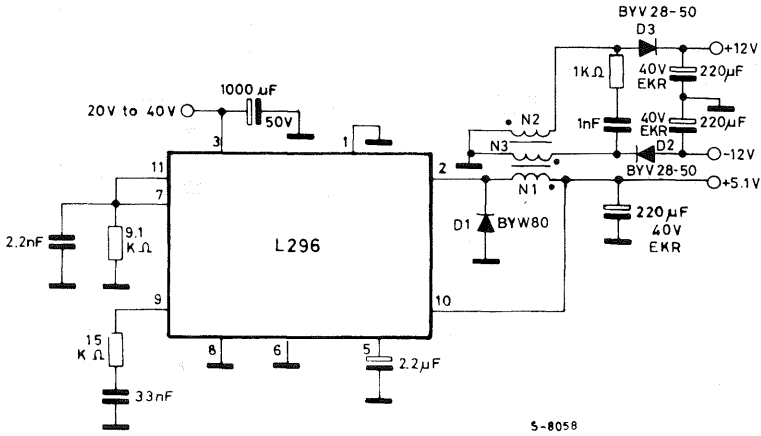 BYV 28-50
D3
+12V
1KΩ
40V
EKR
220µF
1000 µF
20V to 40V
50V
N2
1nF
40V
EKR
220µF
3
1
N3
D2
-12V
BYV 28-50
11
2
N1
+5.1V
7
2.2nF
9.1
KΩ
D1
BYW80
220µF
40V
EKR
L296
9
10
15
KΩ
8
6
5
2.2µF
33nF
S-8058